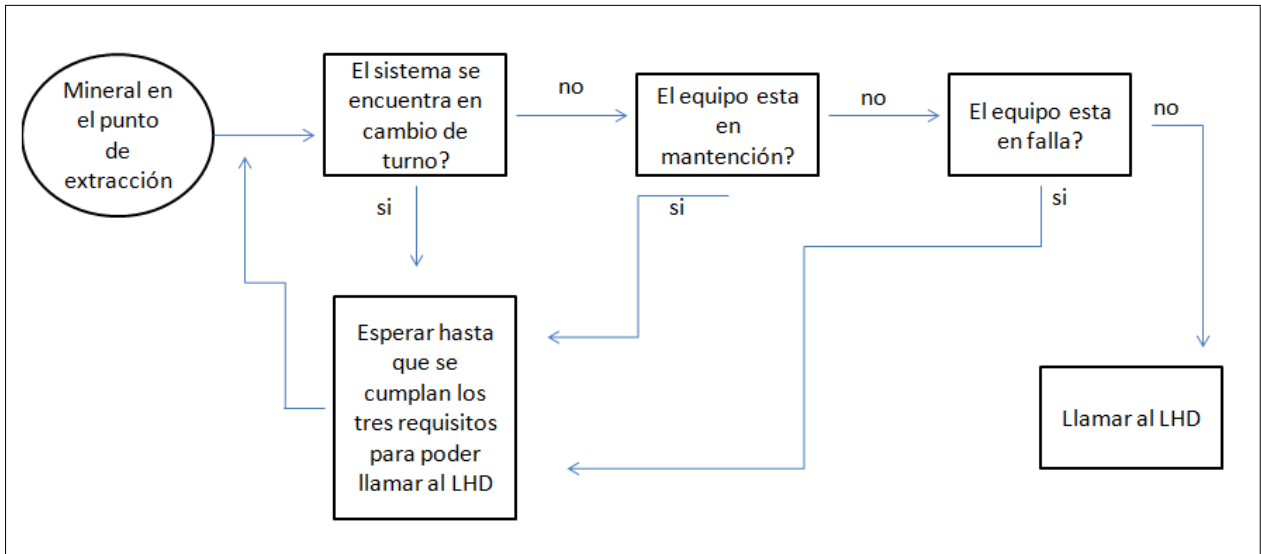 Mineral en
el punto
de
extracción
El sistema se
encuentra en
cambio de
turno?
no
El equipo esta
en
mantención?
no
El equipo esta
en falla?
no
si
si
si
Esperar hasta
que se
cumplan los
tres requisitos
para poder
llamar al LHD
Llamar al LHD